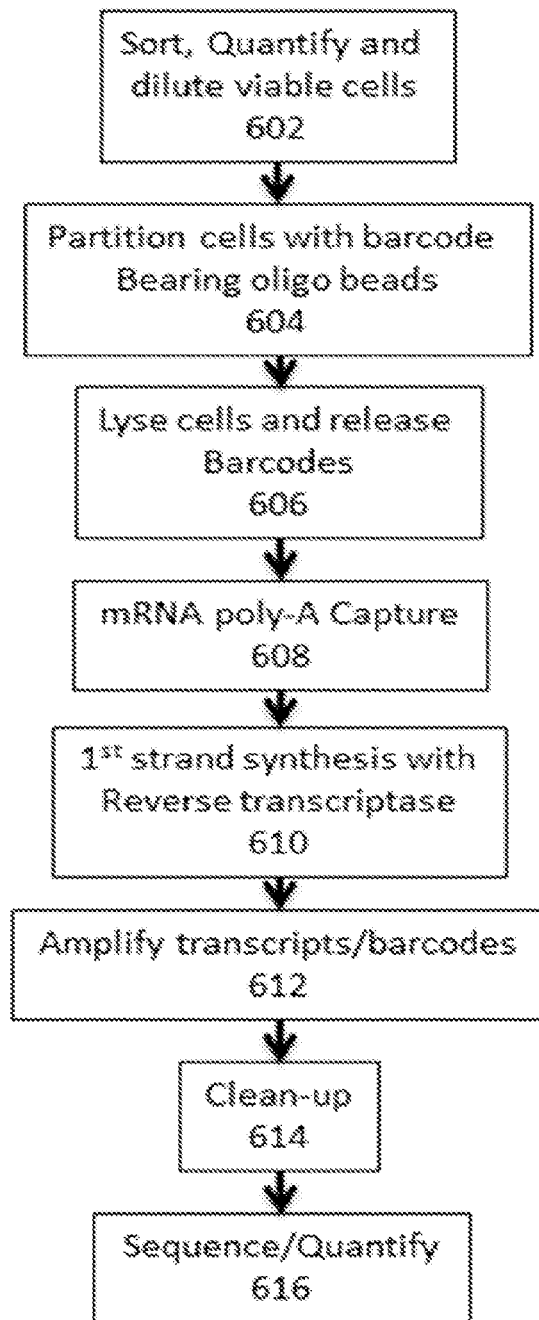 Sort, Quantify and
dilute viable cells
602
Partition cells with barcode
Bearing oligo beads
604
Lyse cells and release
Barcodes
606
mRNA poly-A Capture
608
1st strand synthesis with
Reverse transcriptase
610
Amplify transcripts/barcodes
612
Clean-up
614
Sequence/Quantify
616